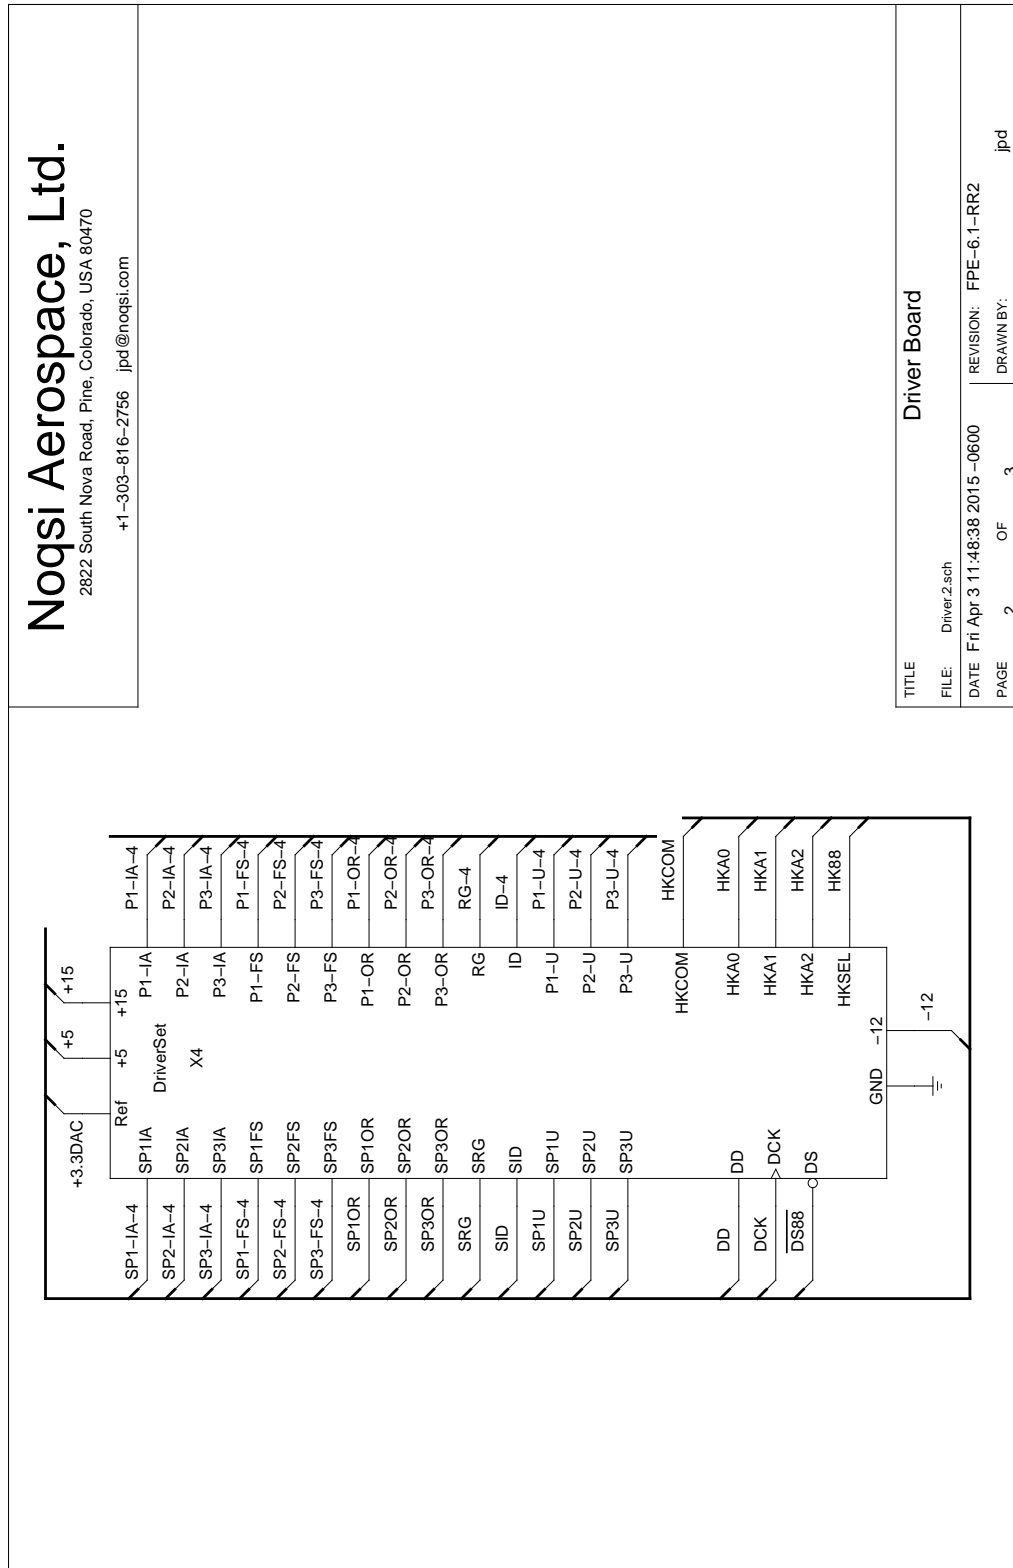 Noqsi Aerospace, Ltd.
2822 South Nova Road, Pine, Colorado, USA 80470
+1−303−816−2756 jpd@noqsi.com
+3.3DAC
+5
+15
Ref
+5
+15
DriverSet
X4
SP1−IA−4
SP2−IA−4
SP3−IA−4
SP1−FS−4
SP2−FS−4
SP3−FS−4
SP1OR
SP2OR
SP3OR
SRG
SID
SP1U
SP2U
SP3U
DD
DCK
DS88
SP1IA
SP2IA
SP3IA
SP1FS
SP2FS
SP3FS
SP1OR
SP2OR
SP3OR
SRG
SID
SP1U
SP2U
SP3U
DD
DCK
DS
P1−IA
P2−IA
P3−IA
P1−FS
P2−FS
P3−FS
P1−OR
P2−OR
P3−OR
RG
ID
P1−U
P2−U
P3−U
HKCOM
HKA0
HKA1
HKA2
HKSEL
P1−IA−4
P2−IA−4
P3−IA−4
P1−FS−4
P2−FS−4
P3−FS−4
P1−OR−4
P2−OR−4
P3−OR−4
RG−4
ID−4
P1−U−4
P2−U−4
P3−U−4
HKCOM
HKA0
HKA1
HKA2
HK88
GND
−12
−12
TITLE
Driver Board
FILE: Driver.2.sch
DATE Fri Apr 3 11:48:38 2015 −0600
REVISION: FPE−6.1−RR2
PAGE 2 OF 3
DRAWN BY: jpd